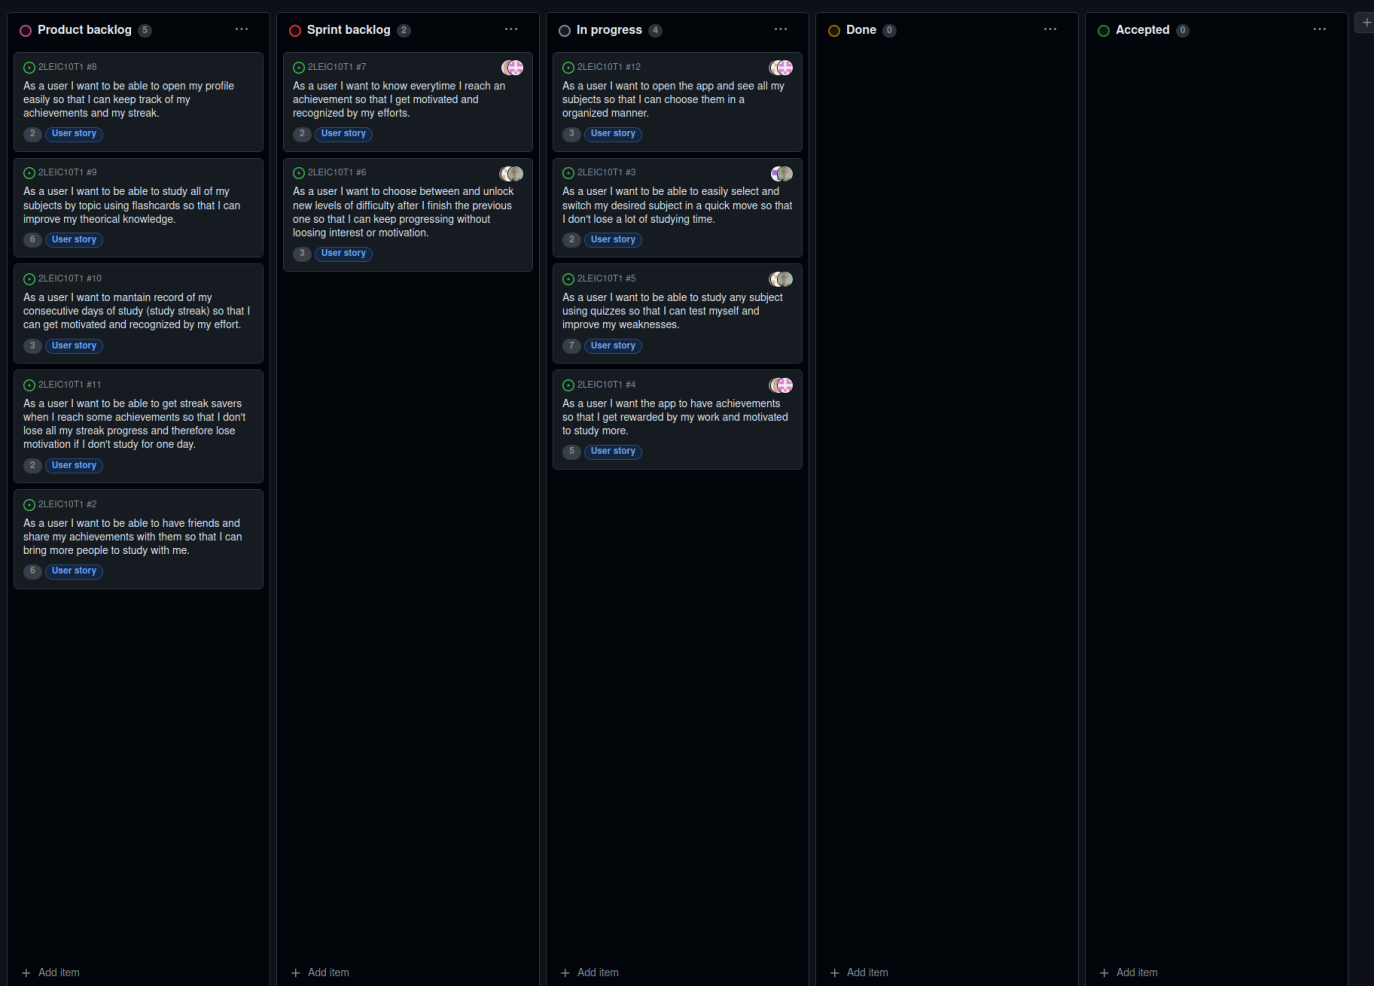 Product backlog 5 ...
2LEIC10T1 #8
As a user I want to be able to open my profile
easily so that I can keep track of my
achievements and my streak.
2 User story
2LEIC10T1 #9
As a user I want to be able to study all of my
subjects by topic using flashcards so that I can
improve my theorical knowledge.
6 User story
2LEIC10T1 #10
As a user I want to mantain record of my
consecutive days of study (study streak) so that I
can get motivated and recognized by my effort.
3 User story
2LEIC10T1 #11
As a user I want to be able to get streak savers
when I reach some achievements so that I don't
lose all my streak progress and therefore lose
motivation if I don't study for one day.
2 User story
2LEIC10T1 #2
As a user I want to be able to have friends and
share my achievements with them so that I can
bring more people to study with me.
6 User story
+ Add item
Sprint backlog 2 ...
2LEIC10T1 #7
As a user I want to know everytime I reach an
achievement so that I get motivated and
recognized by my efforts.
2 User story
2LEIC10T1 #6
As a user I want to choose between and unlock
new levels of difficulty after I finish the previous
one so that I can keep progressing without
loosing interest or motivation.
3 User story
+ Add item
In progress 4 ...
2LEIC10T1 #12
As a user I want to open the app and see all my
subjects so that I can choose them in a
organized manner.
3 User story
2LEIC10T1 #3
As a user I want to be able to easily select and
switch my desired subject in a quick move so that
I don't lose a lot of studying time.
2 User story
2LEIC10T1 #5
As a user I want to be able to study any subject
using quizzes so that I can test myself and
improve my weaknesses.
7 User story
2LEIC10T1 #4
As a user I want the app to have achievements
so that I get rewarded by my work and motivated
to study more.
5 User story
+ Add item
Done 0 ...
+ Add item
Accepted 0 ...
+ Add item
+